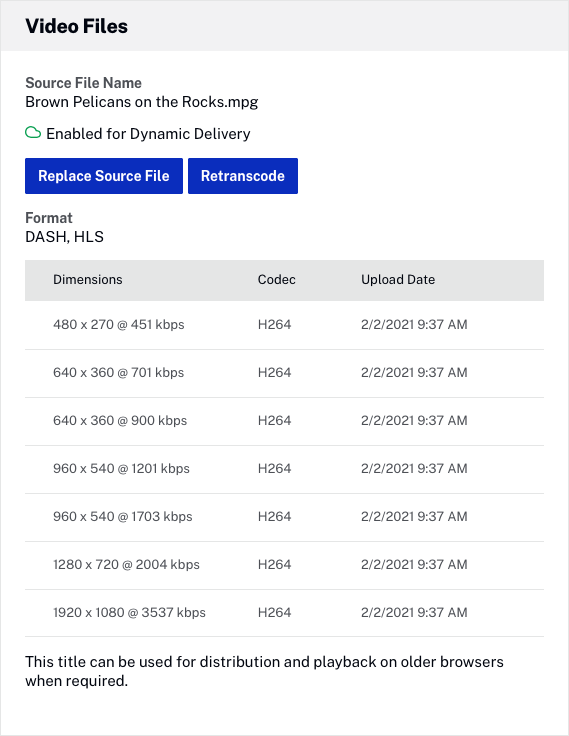 Video Files
Source File Name
Brown Pelicans on the Rocks.mpg
Enabled for Dynamic Delivery
Replace Source File Retranscode
Format
DASH, HLS
Dimensions Codec Upload Date
480 x 270 @ 451 kbps H264 2/2/2021 9:37 AM
640 x 360 @ 701 kbps H264 2/2/2021 9:37 AM
640 x 360 @ 900 kbps H264 2/2/2021 9:37 AM
960 x 540 @ 1201 kbps H264 2/2/2021 9:37 AM
960 x 540 @ 1703 kbps H264 2/2/2021 9:37 AM
1280 x 720 @ 2004 kbps H264 2/2/2021 9:37 AM
1920 x 1080 @ 3537 kbps H264 2/2/2021 9:37 AM
This title can be used for distribution and playback on older browsers
when required.